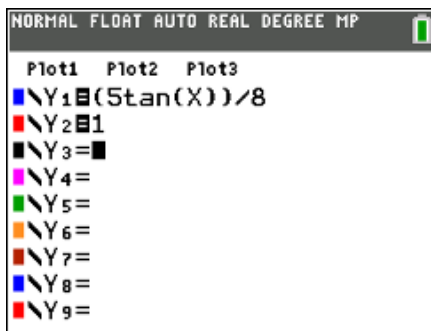 NORMAL FLOAT AUTO REAL DEGREE MP
Plot1 Plot2 Plot3
\Y₁=(5tan(X))/8
\Y₂=1
\Y₃=
\Y₄=
\Y₅=
\Y₆=
\Y₇=
\Y₈=
\Y₉=